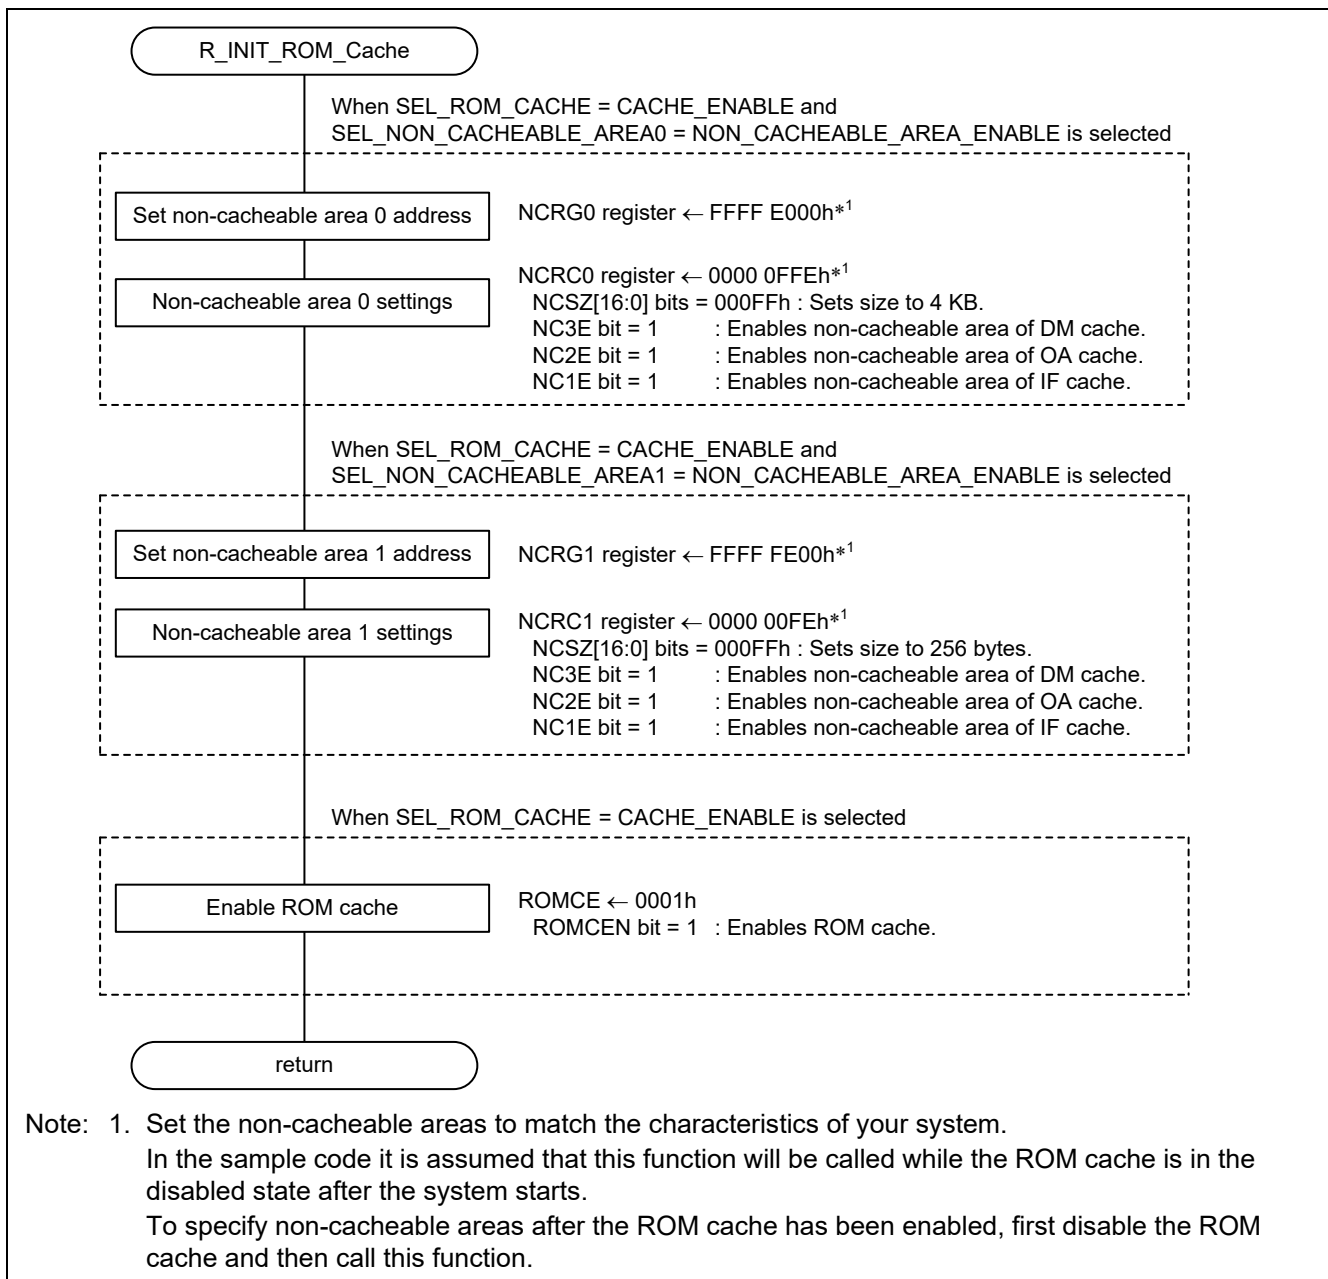 R_INIT_ROM_Cache
When SEL_ROM_CACHE = CACHE_ENABLE and
SEL_NON_CACHEABLE_AREA0 = NON_CACHEABLE_AREA_ENABLE is selected
Set non-cacheable area 0 address
NCRG0 register ← FFFF E000h*1
Non-cacheable area 0 settings
NCRC0 register ← 0000 0FFEh*1
NCSZ[16:0] bits = 000FFh : Sets size to 4 KB.
NC3E bit = 1 : Enables non-cacheable area of DM cache.
NC2E bit = 1 : Enables non-cacheable area of OA cache.
NC1E bit = 1 : Enables non-cacheable area of IF cache.
When SEL_ROM_CACHE = CACHE_ENABLE and
SEL_NON_CACHEABLE_AREA1 = NON_CACHEABLE_AREA_ENABLE is selected
Set non-cacheable area 1 address
NCRG1 register ← FFFF FE00h*1
Non-cacheable area 1 settings
NCRC1 register ← 0000 00FEh*1
NCSZ[16:0] bits = 000FFh : Sets size to 256 bytes.
NC3E bit = 1 : Enables non-cacheable area of DM cache.
NC2E bit = 1 : Enables non-cacheable area of OA cache.
NC1E bit = 1 : Enables non-cacheable area of IF cache.
When SEL_ROM_CACHE = CACHE_ENABLE is selected
Enable ROM cache
ROMCE ← 0001h
ROMCEN bit = 1 : Enables ROM cache.
return
Note: 1. Set the non-cacheable areas to match the characteristics of your system.
In the sample code it is assumed that this function will be called while the ROM cache is in the
disabled state after the system starts.
To specify non-cacheable areas after the ROM cache has been enabled, first disable the ROM
cache and then call this function.